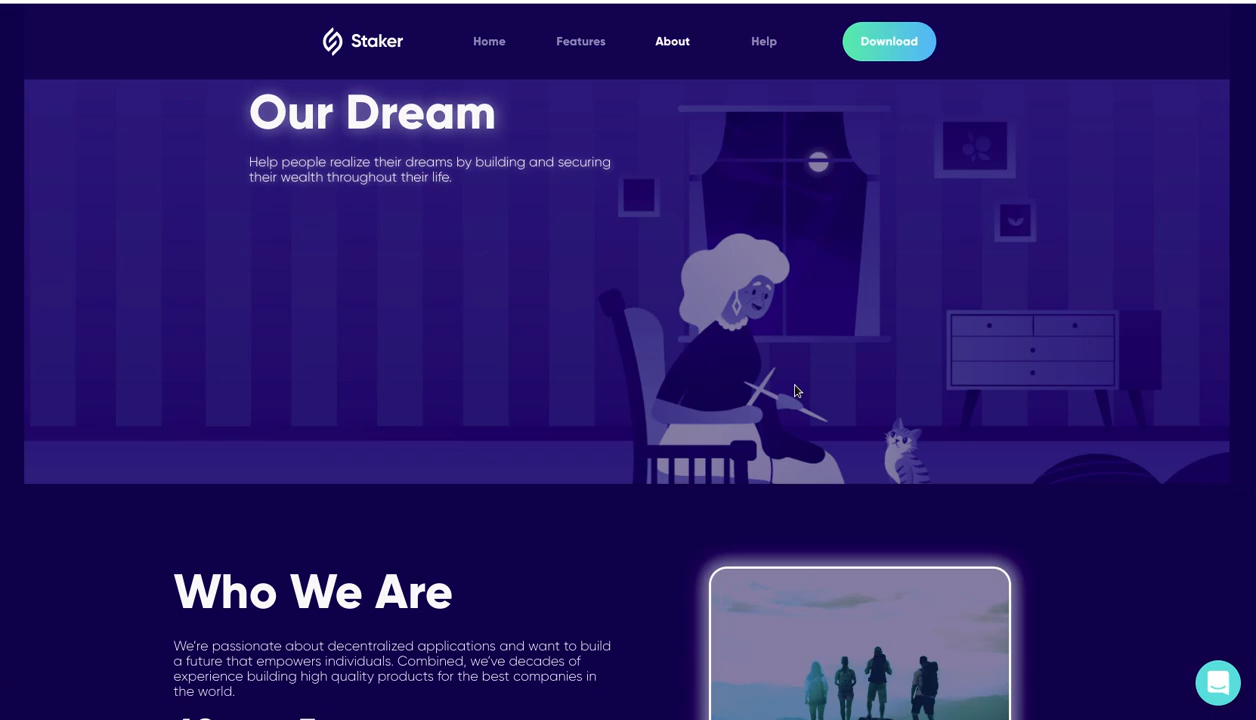 Staker
Home
Features
About
Help
Download
Our Dream
Help people realize their dreams by building and securing
their wealth throughout their life.
Who We Are
We’re passionate about decentralized applications and want to build
a future that empowers individuals. Combined, we’ve decades of
experience building high quality products for the best companies in
the world.